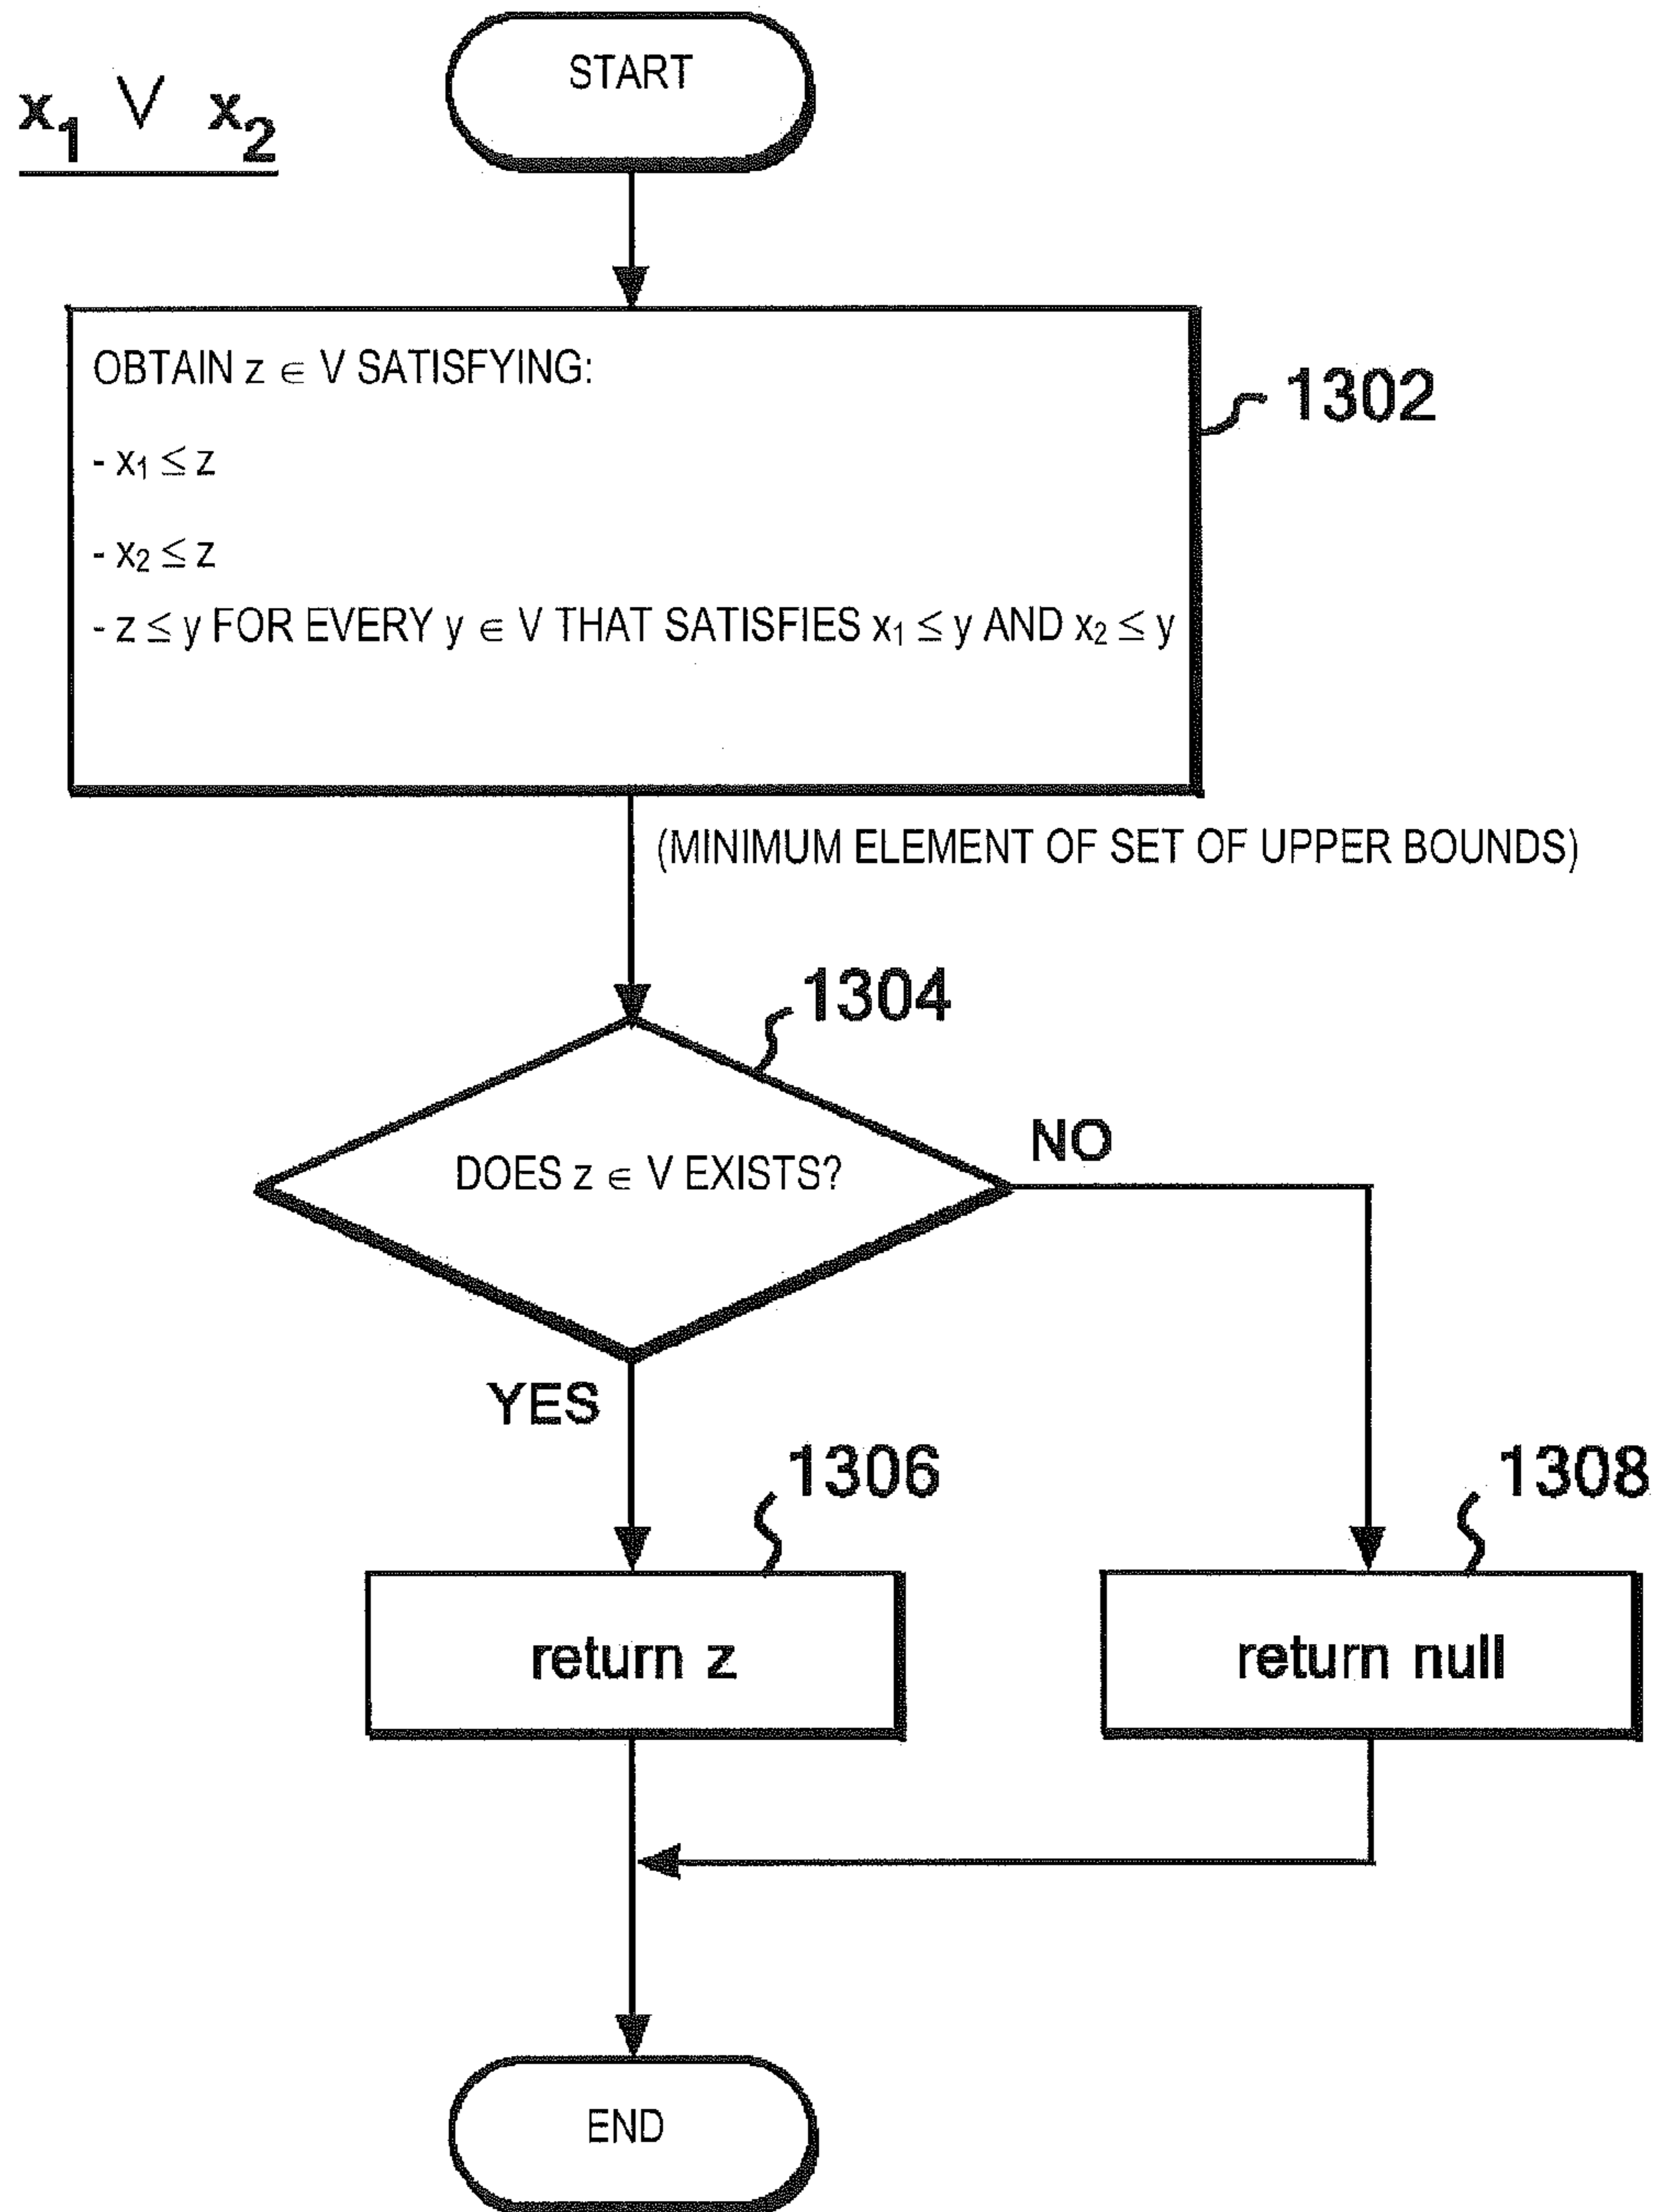 START
x₁ ∨ x₂
OBTAIN z ∈ V SATISFYING:
- x₁ ≤ z
- x₂ ≤ z
- z ≤ y FOR EVERY y ∈ V THAT SATISFIES x₁ ≤ y AND x₂ ≤ y
1302
(MINIMUM ELEMENT OF SET OF UPPER BOUNDS)
1304
DOES z ∈ V EXISTS?
NO
YES
1306
1308
return z
return null
END